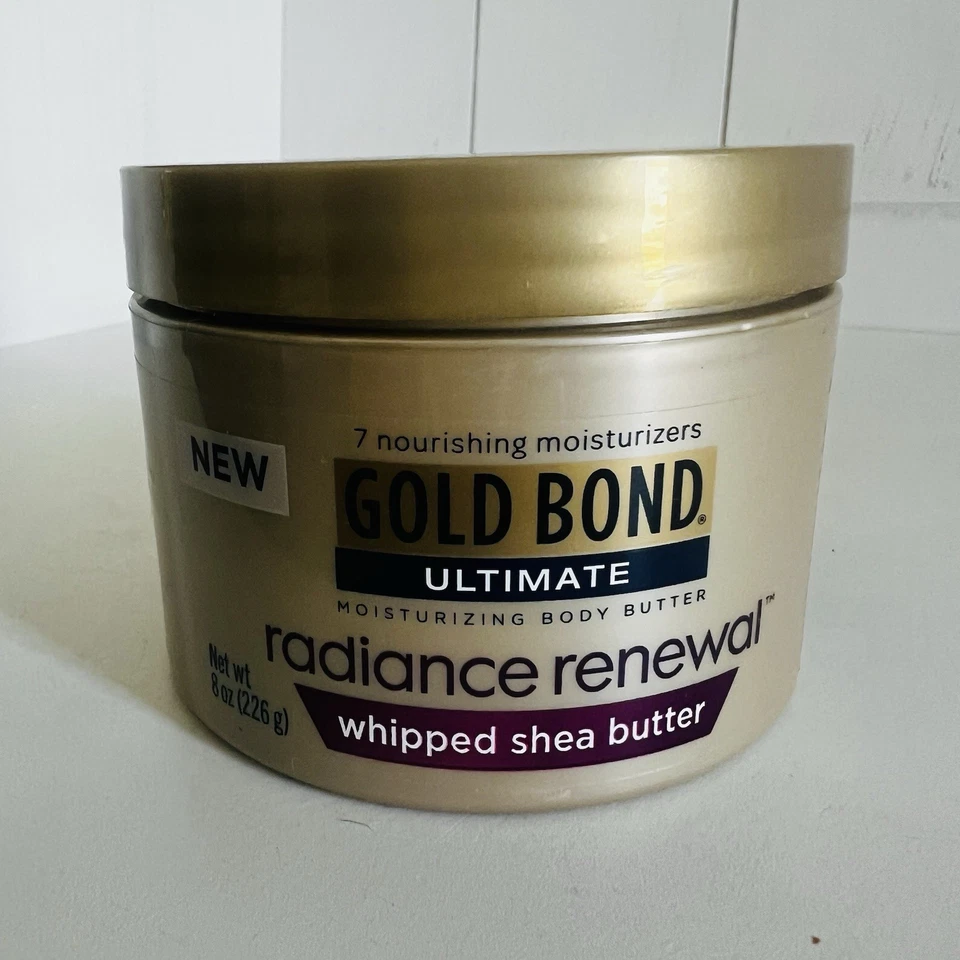 NEW
7 nourishing moisturizers
GOLD BOND®
ULTIMATE
MOISTURIZING BODY BUTTER
radiance renewal™
whipped shea butter
Net wt
8 oz (226 g)